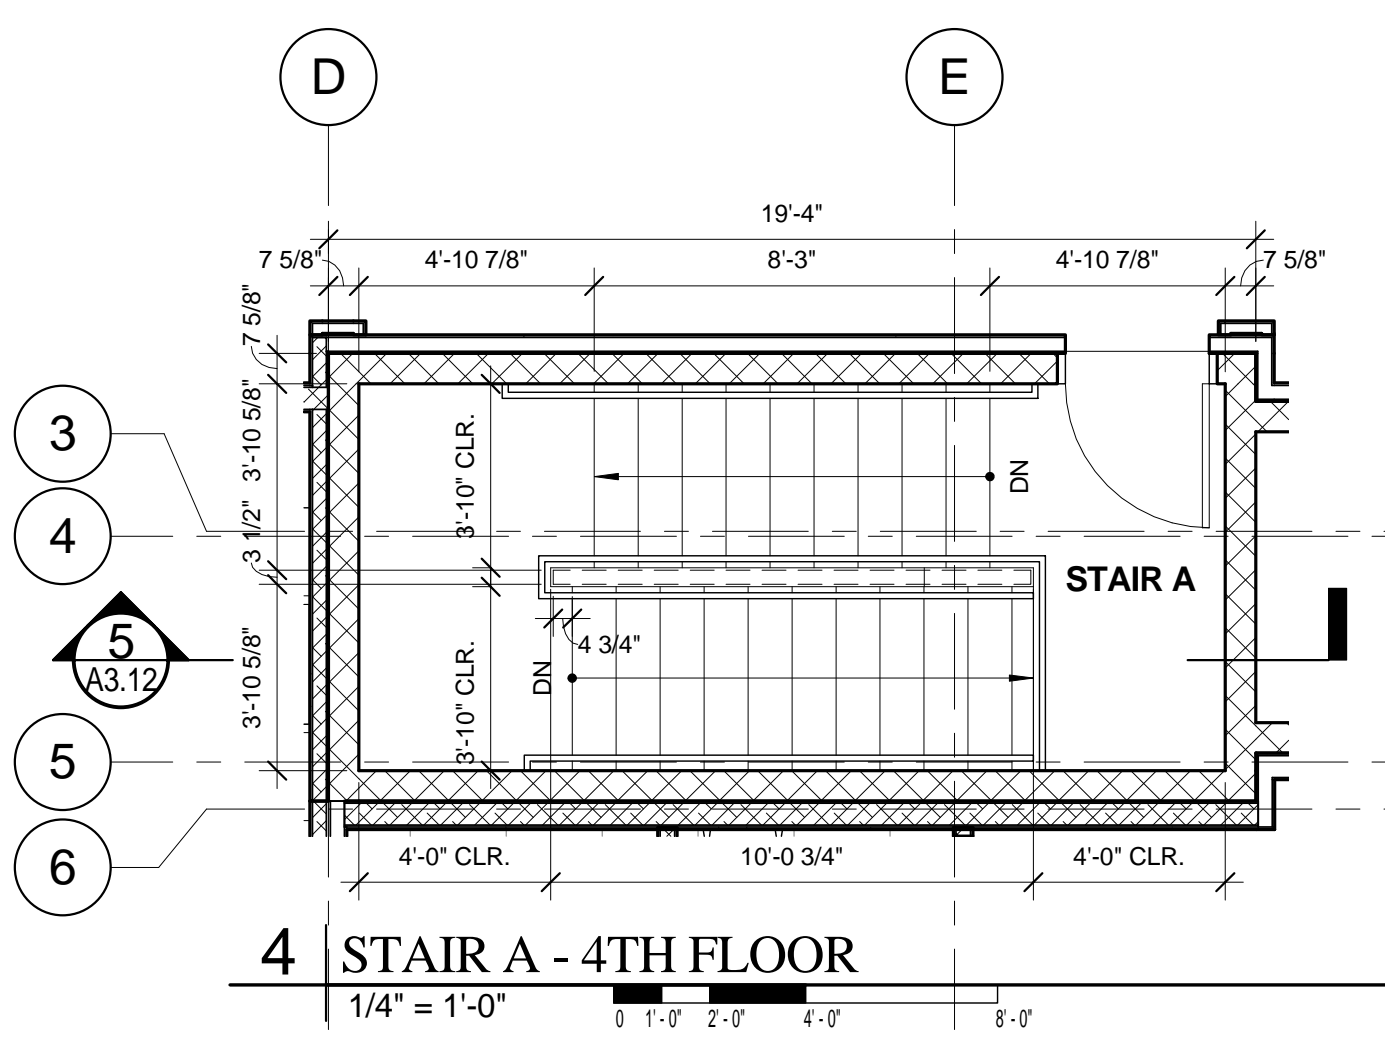 D
E
19'-4"
7 5/8"
4'-10 7/8"
8'-3"
4'-10 7/8"
7 5/8"
7 5/8"
3'-10 5/8"
3 1/2"
3'-10 5/8"
3
4
5
A3.12
5
6
3'-10" CLR.
3'-10" CLR.
DN
DN
4 3/4"
STAIR A
4'-0" CLR.
10'-0 3/4"
4'-0" CLR.
4
STAIR A - 4TH FLOOR
1/4" = 1'-0"
0 1'-0" 2'-0" 4'-0" 8'-0"